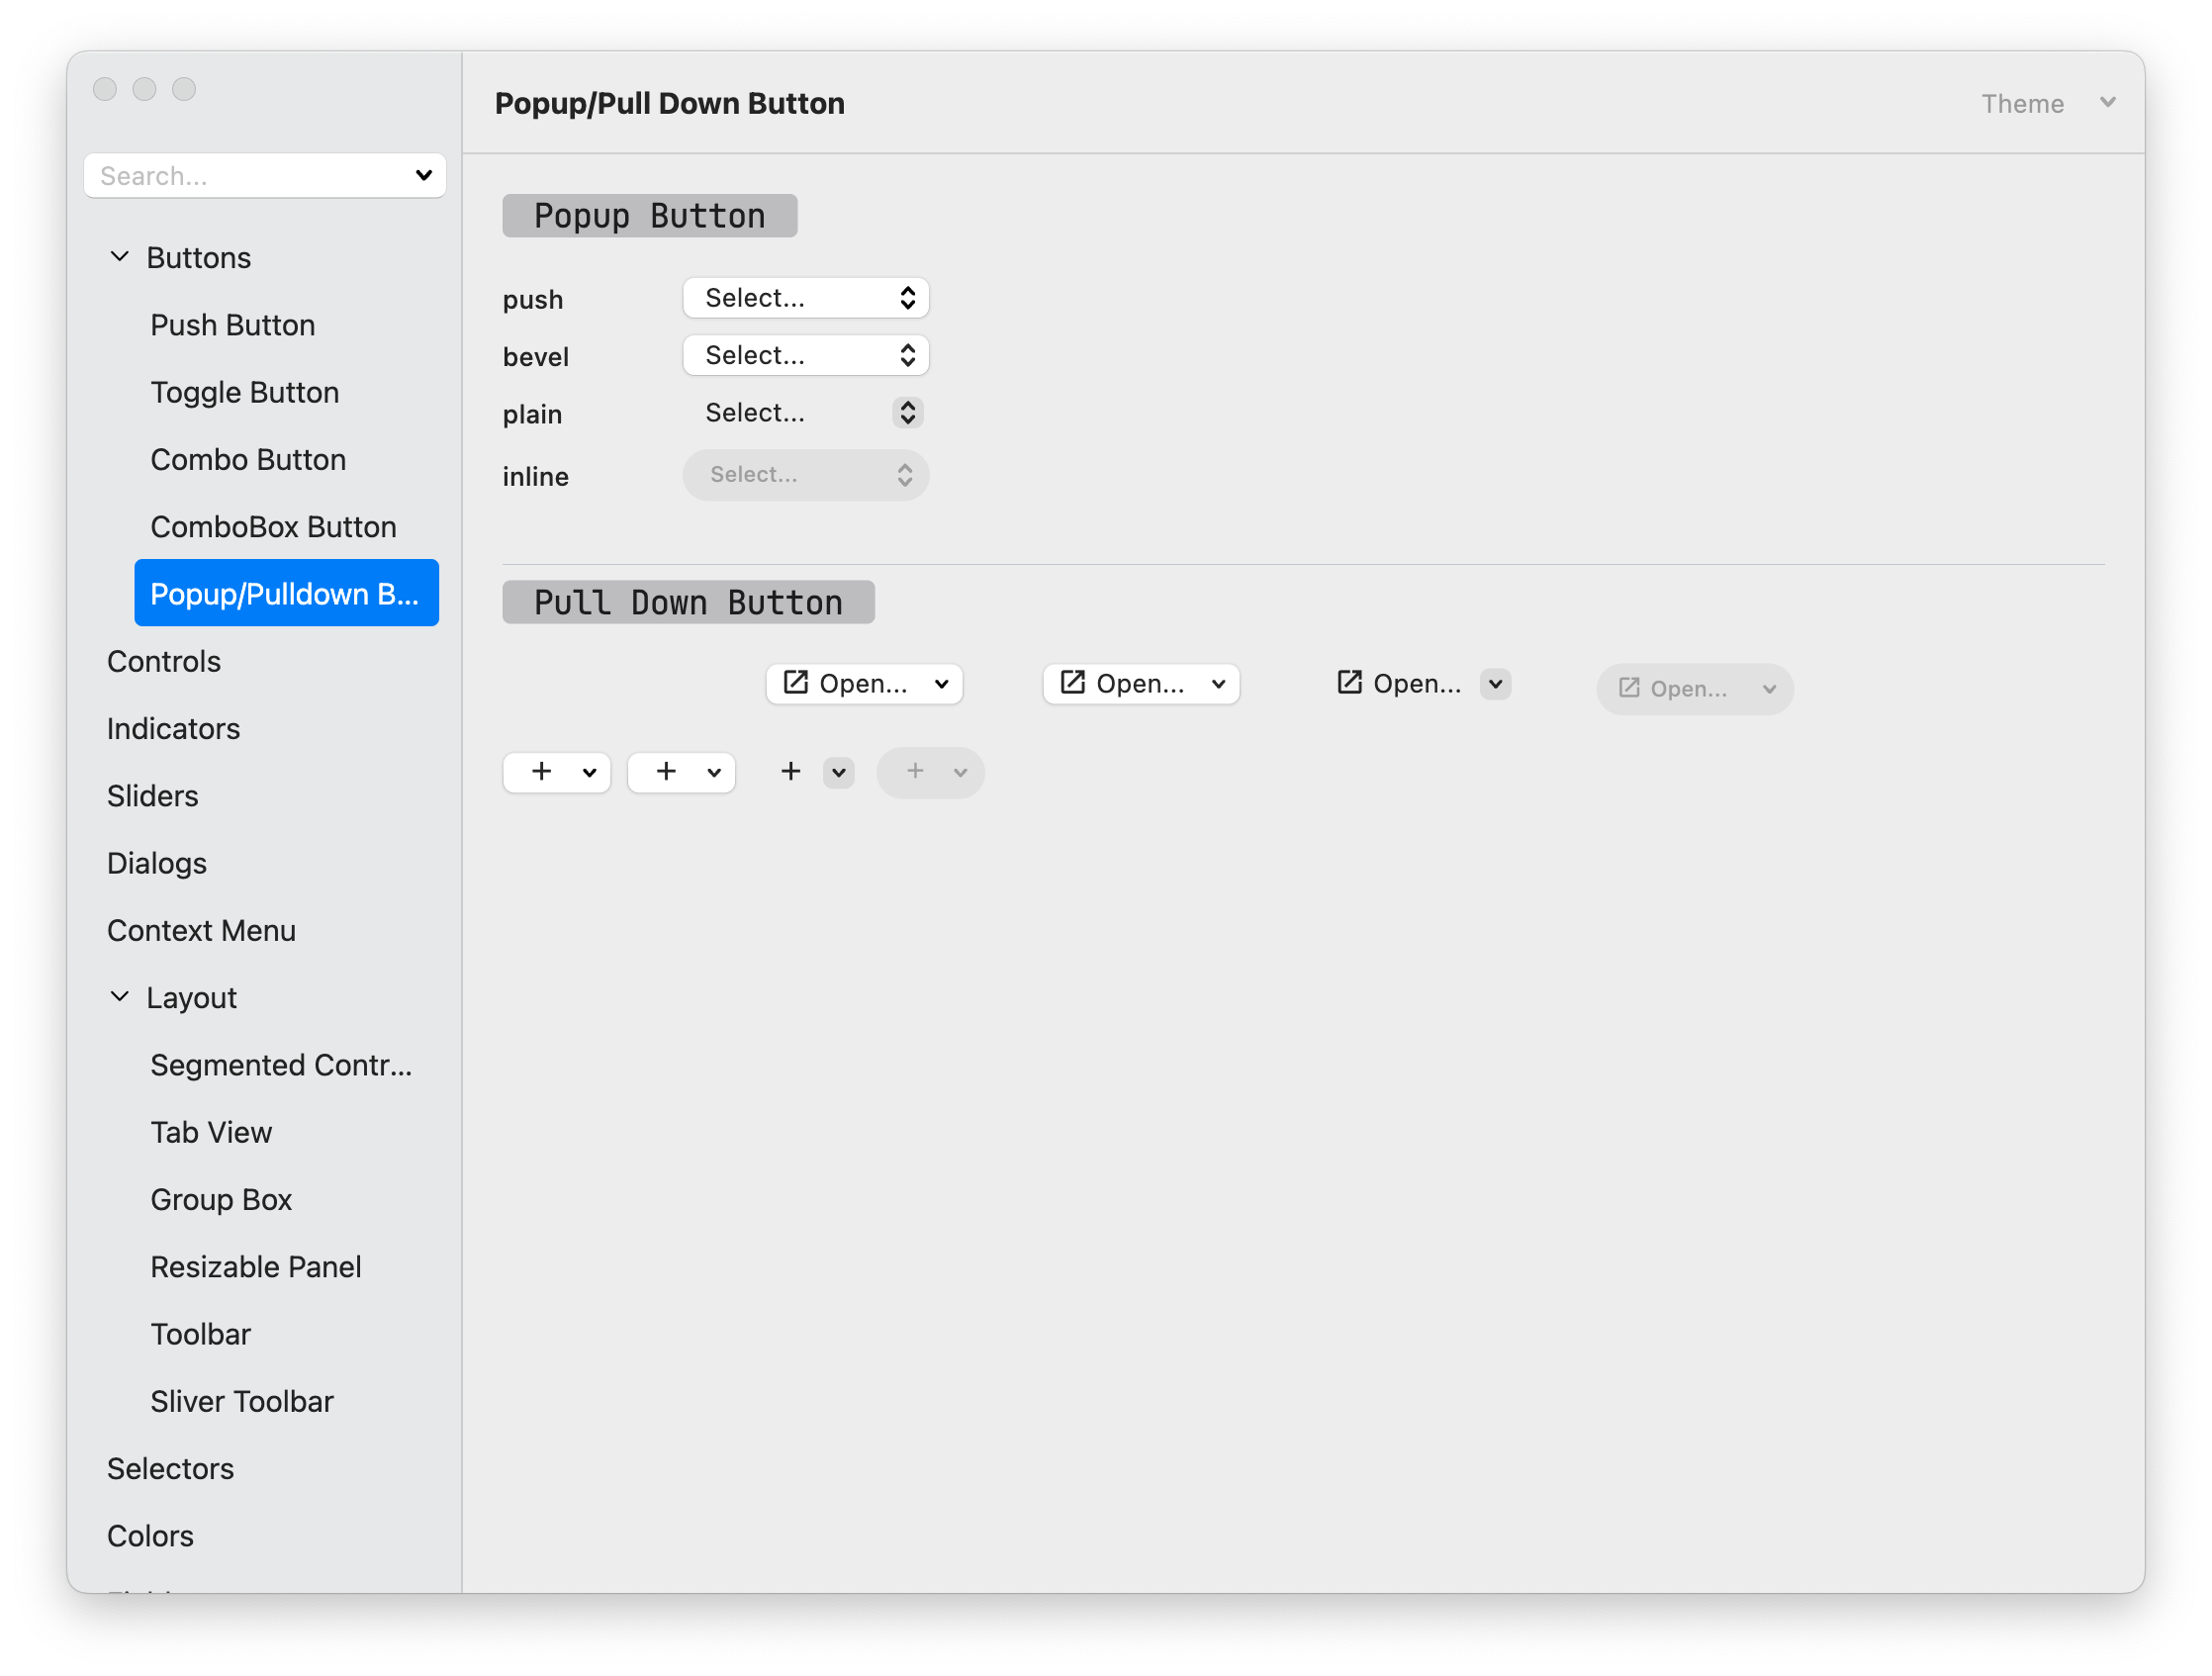 Popup/Pull Down Button
Theme
Search...
Buttons
Push Button
Toggle Button
Combo Button
ComboBox Button
Popup/Pulldown B...
Controls
Indicators
Sliders
Dialogs
Context Menu
Layout
Segmented Contr...
Tab View
Group Box
Resizable Panel
Toolbar
Sliver Toolbar
Selectors
Colors
Popup Button
push Select...
bevel Select...
plain Select...
inline Select...
Pull Down Button
Open... Open... Open... Open...